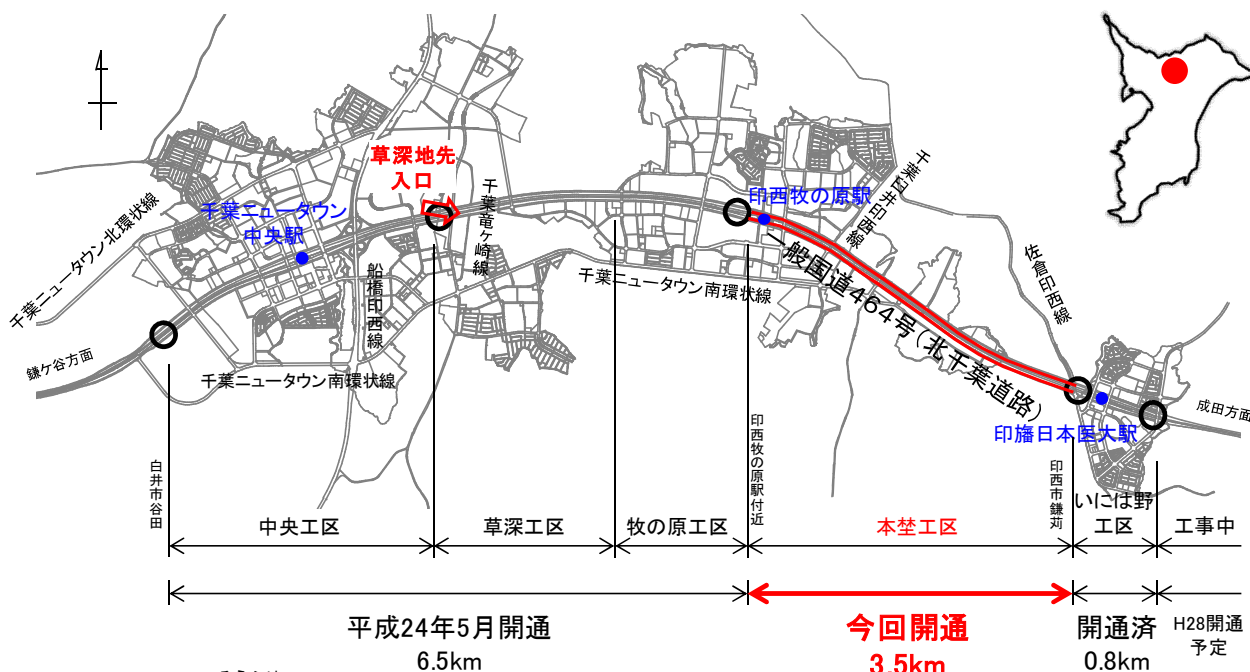 草深地先
入口
千葉ニュータウン
中央駅
千葉ニュータウン北環状線
船橋印西線
千葉竜ヶ崎線
印西牧の原駅
千葉臼井印西線
佐倉印西線
千葉ニュータウン南環状線
一般国道464号(北千葉道路)
鎌ケ谷方面
千葉ニュータウン南環状線
成田方面
印旛日本医大駅
白井市谷田
印西牧の原駅付近
印西市鎌苅
中央工区
草深工区
牧の原工区
本埜工区
いには野
工区
工事中
平成24年5月開通
6.5km
今回開通
3.5km
開通済
0.8km
H28開通
予定